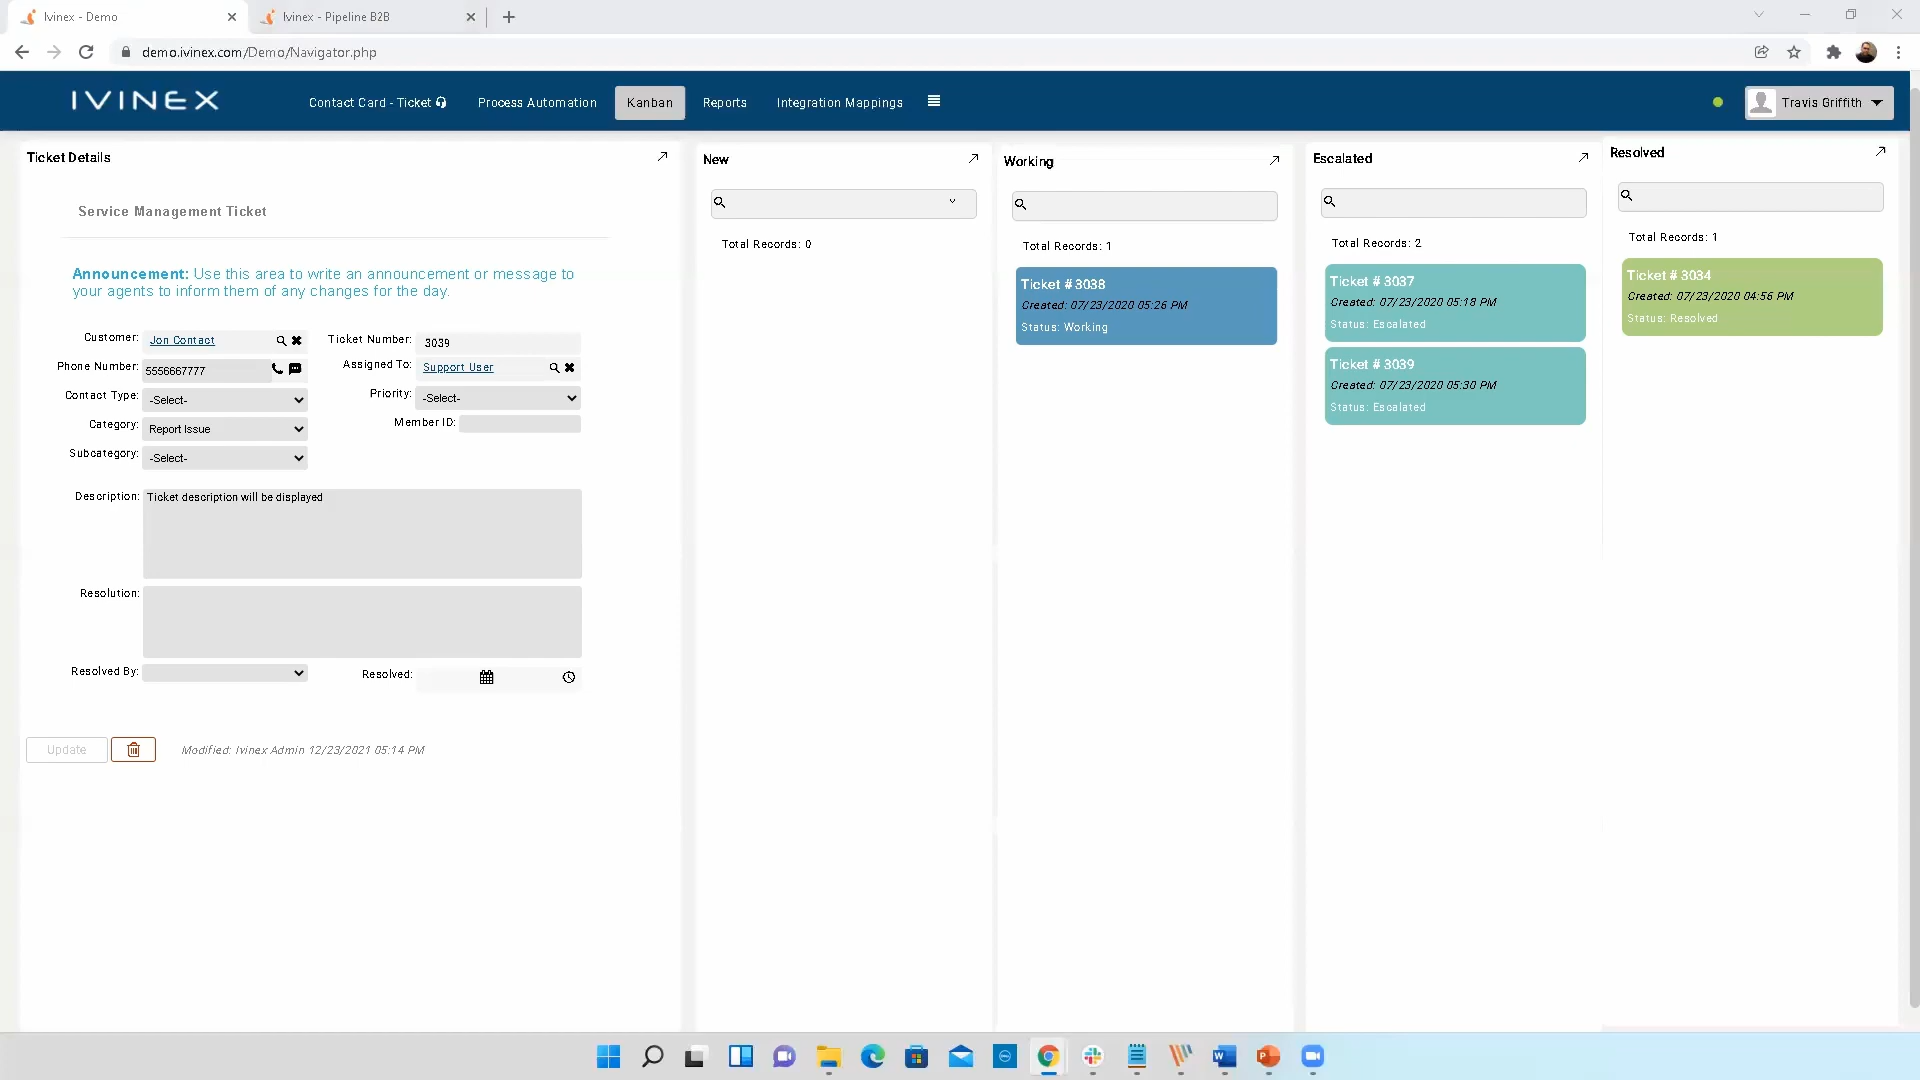 Ivinex - Demo
Ivinex - Pipeline B2B
demo.ivinex.com/Demo/Navigator.php
IVINEX
Contact Card - Ticket
Process Automation
Kanban
Reports
Integration Mappings
Travis Griffith
Ticket Details
Service Management Ticket
Announcement: Use this area to write an announcement or message to
your agents to inform them of any changes for the day.
Customer: Jon Contact
Ticket Number: 3039
Phone Number: 5556667777
Assigned To: Support User
Contact Type: -Select-
Priority: -Select-
Category: Report Issue
Member ID:
Subcategory: -Select-
Description: Ticket description will be displayed
Resolution:
Resolved By:
Resolved:
Update
Modified: Ivinex Admin 12/23/2021 05:14 PM
New
Total Records: 0
Working
Total Records: 1
Ticket # 3038
Created: 07/23/2020 05:26 PM
Status: Working
Escalated
Total Records: 2
Ticket # 3037
Created: 07/23/2020 05:18 PM
Status: Escalated
Ticket # 3039
Created: 07/23/2020 05:30 PM
Status: Escalated
Resolved
Total Records: 1
Ticket # 3034
Created: 07/23/2020 04:56 PM
Status: Resolved